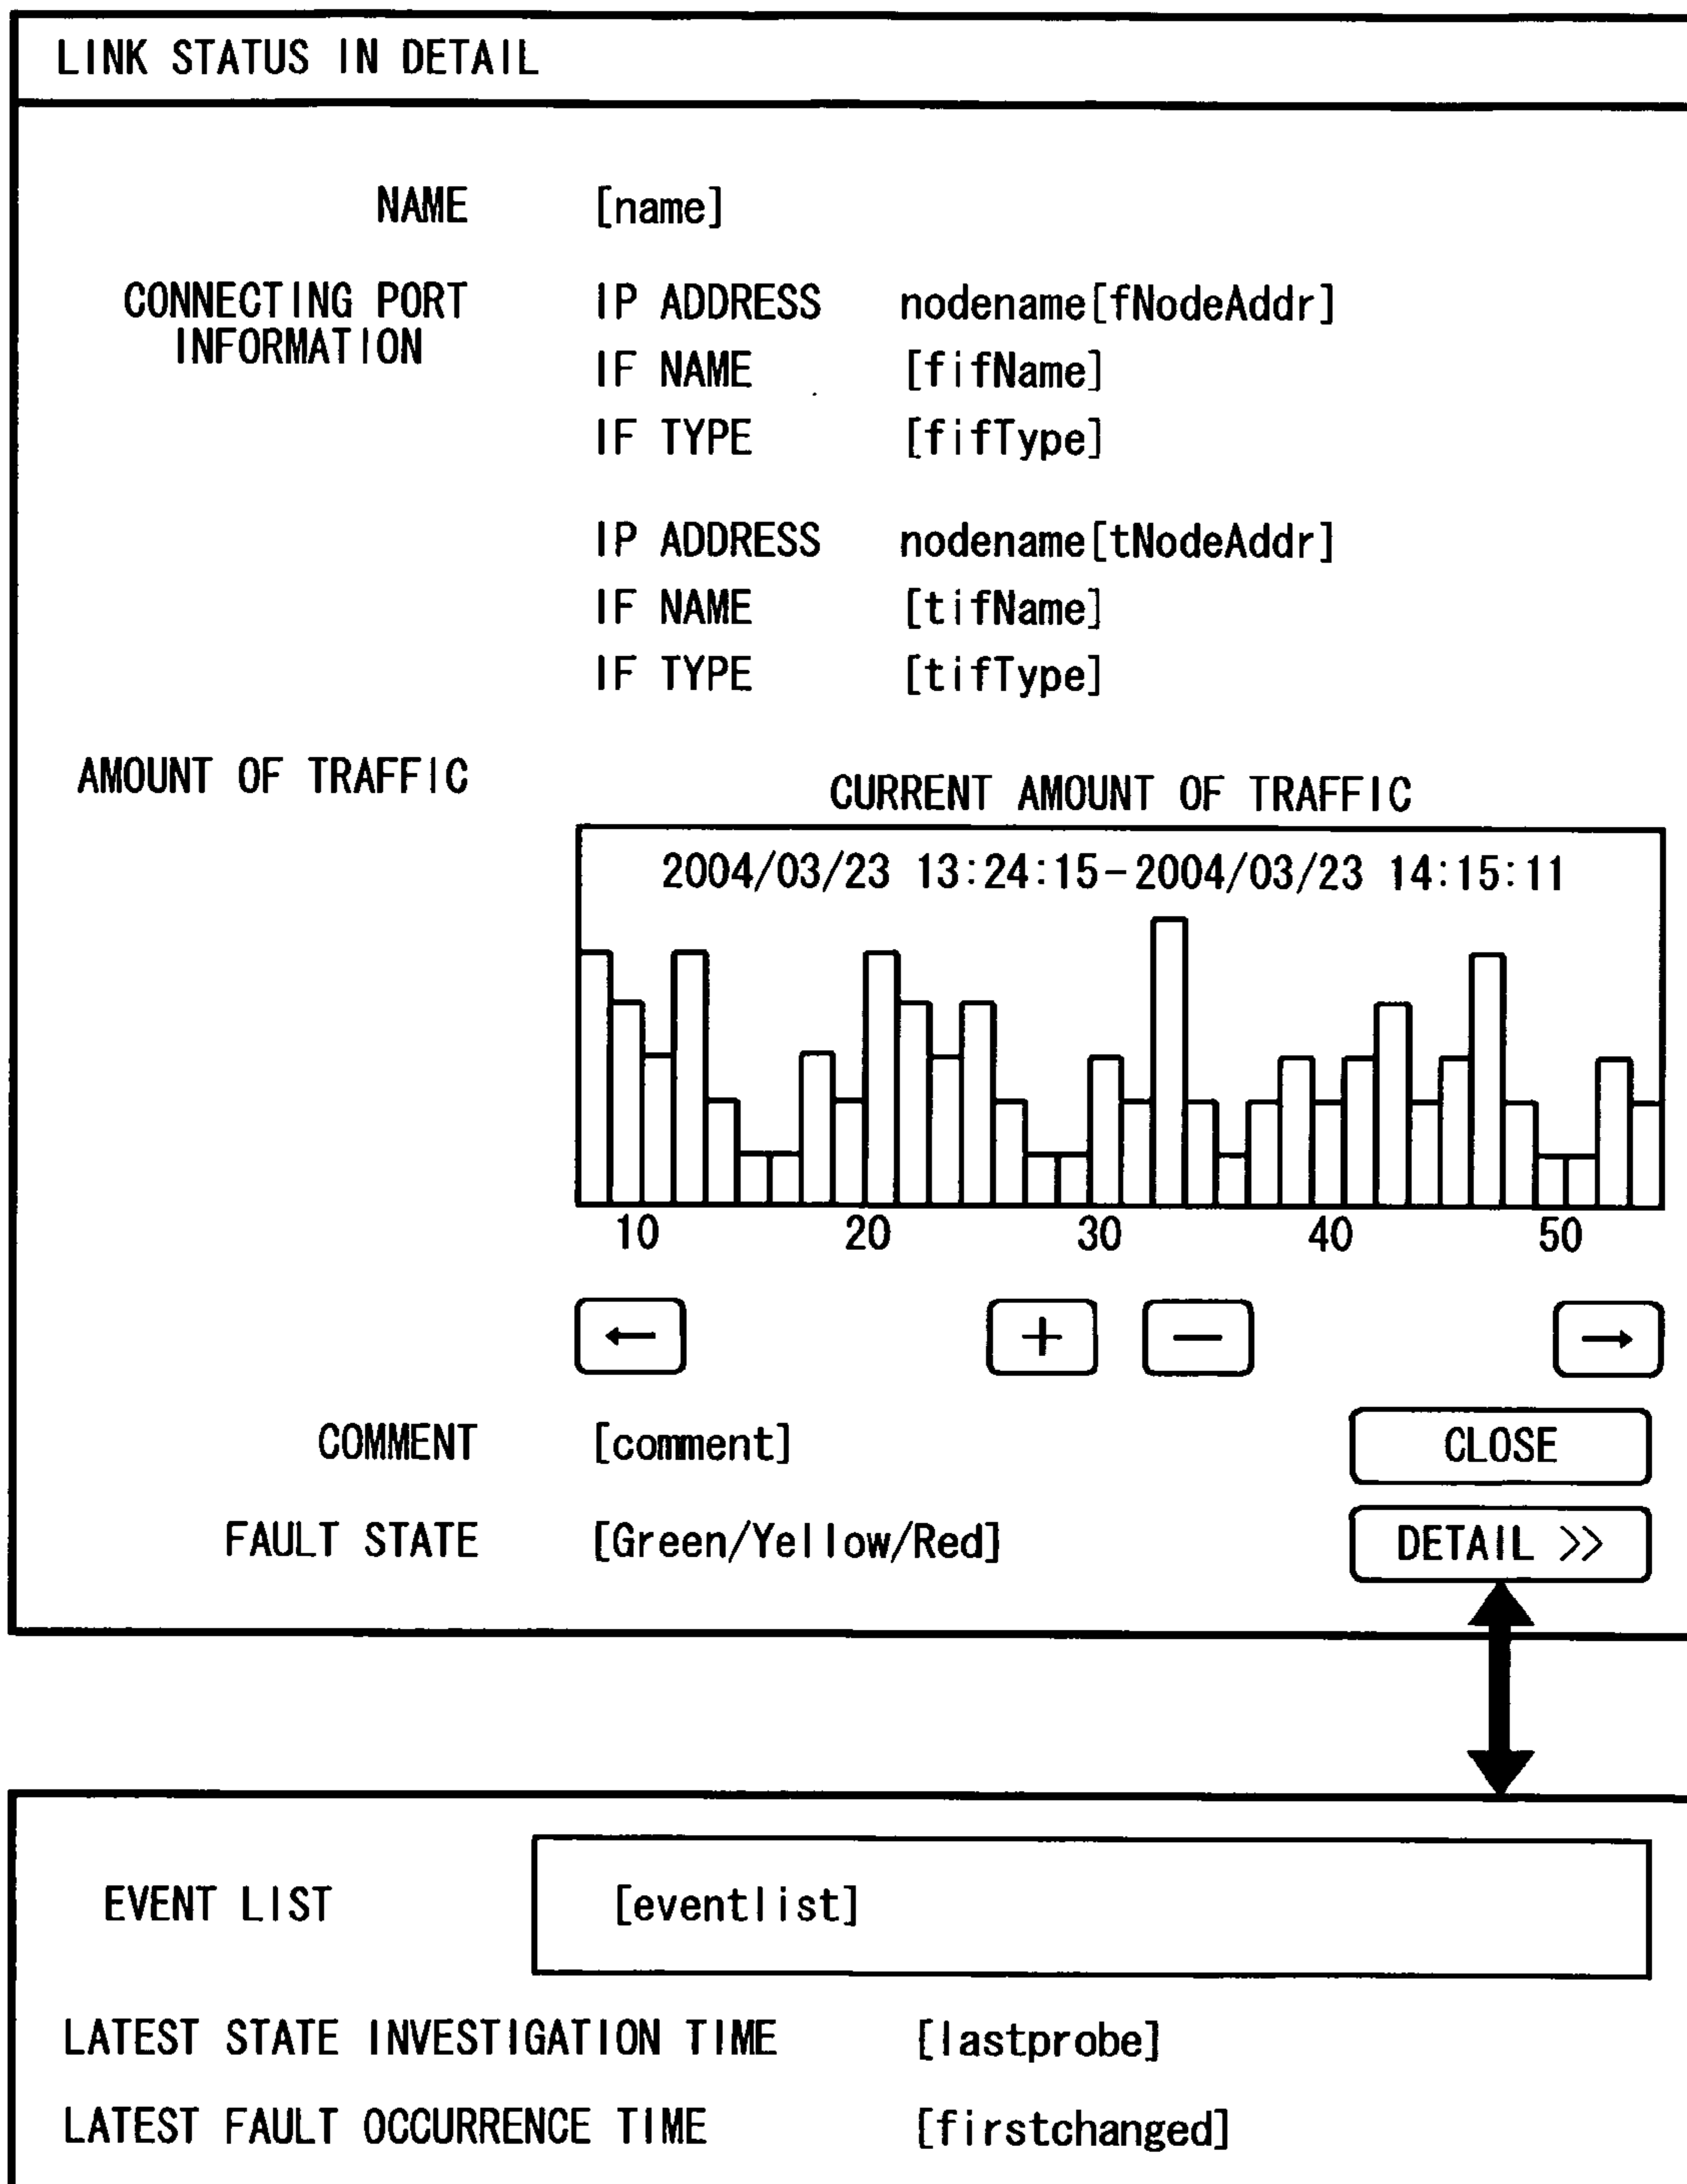 LINK STATUS IN DETAIL
NAME [name]
CONNECTING PORT INFORMATION
IP ADDRESS nodename[fNodeAddr]
IF NAME [fifName]
IF TYPE [fifType]
IP ADDRESS nodename[tNodeAddr]
IF NAME [tifName]
IF TYPE [tifType]
AMOUNT OF TRAFFIC
CURRENT AMOUNT OF TRAFFIC
2004/03/23 13:24:15-2004/03/23 14:15:11
10 20 30 40 50
← + — →
COMMENT [comment] CLOSE
FAULT STATE [Green/Yellow/Red] DETAIL >>
EVENT LIST [eventlist]
LATEST STATE INVESTIGATION TIME [lastprobe]
LATEST FAULT OCCURRENCE TIME [firstchanged]